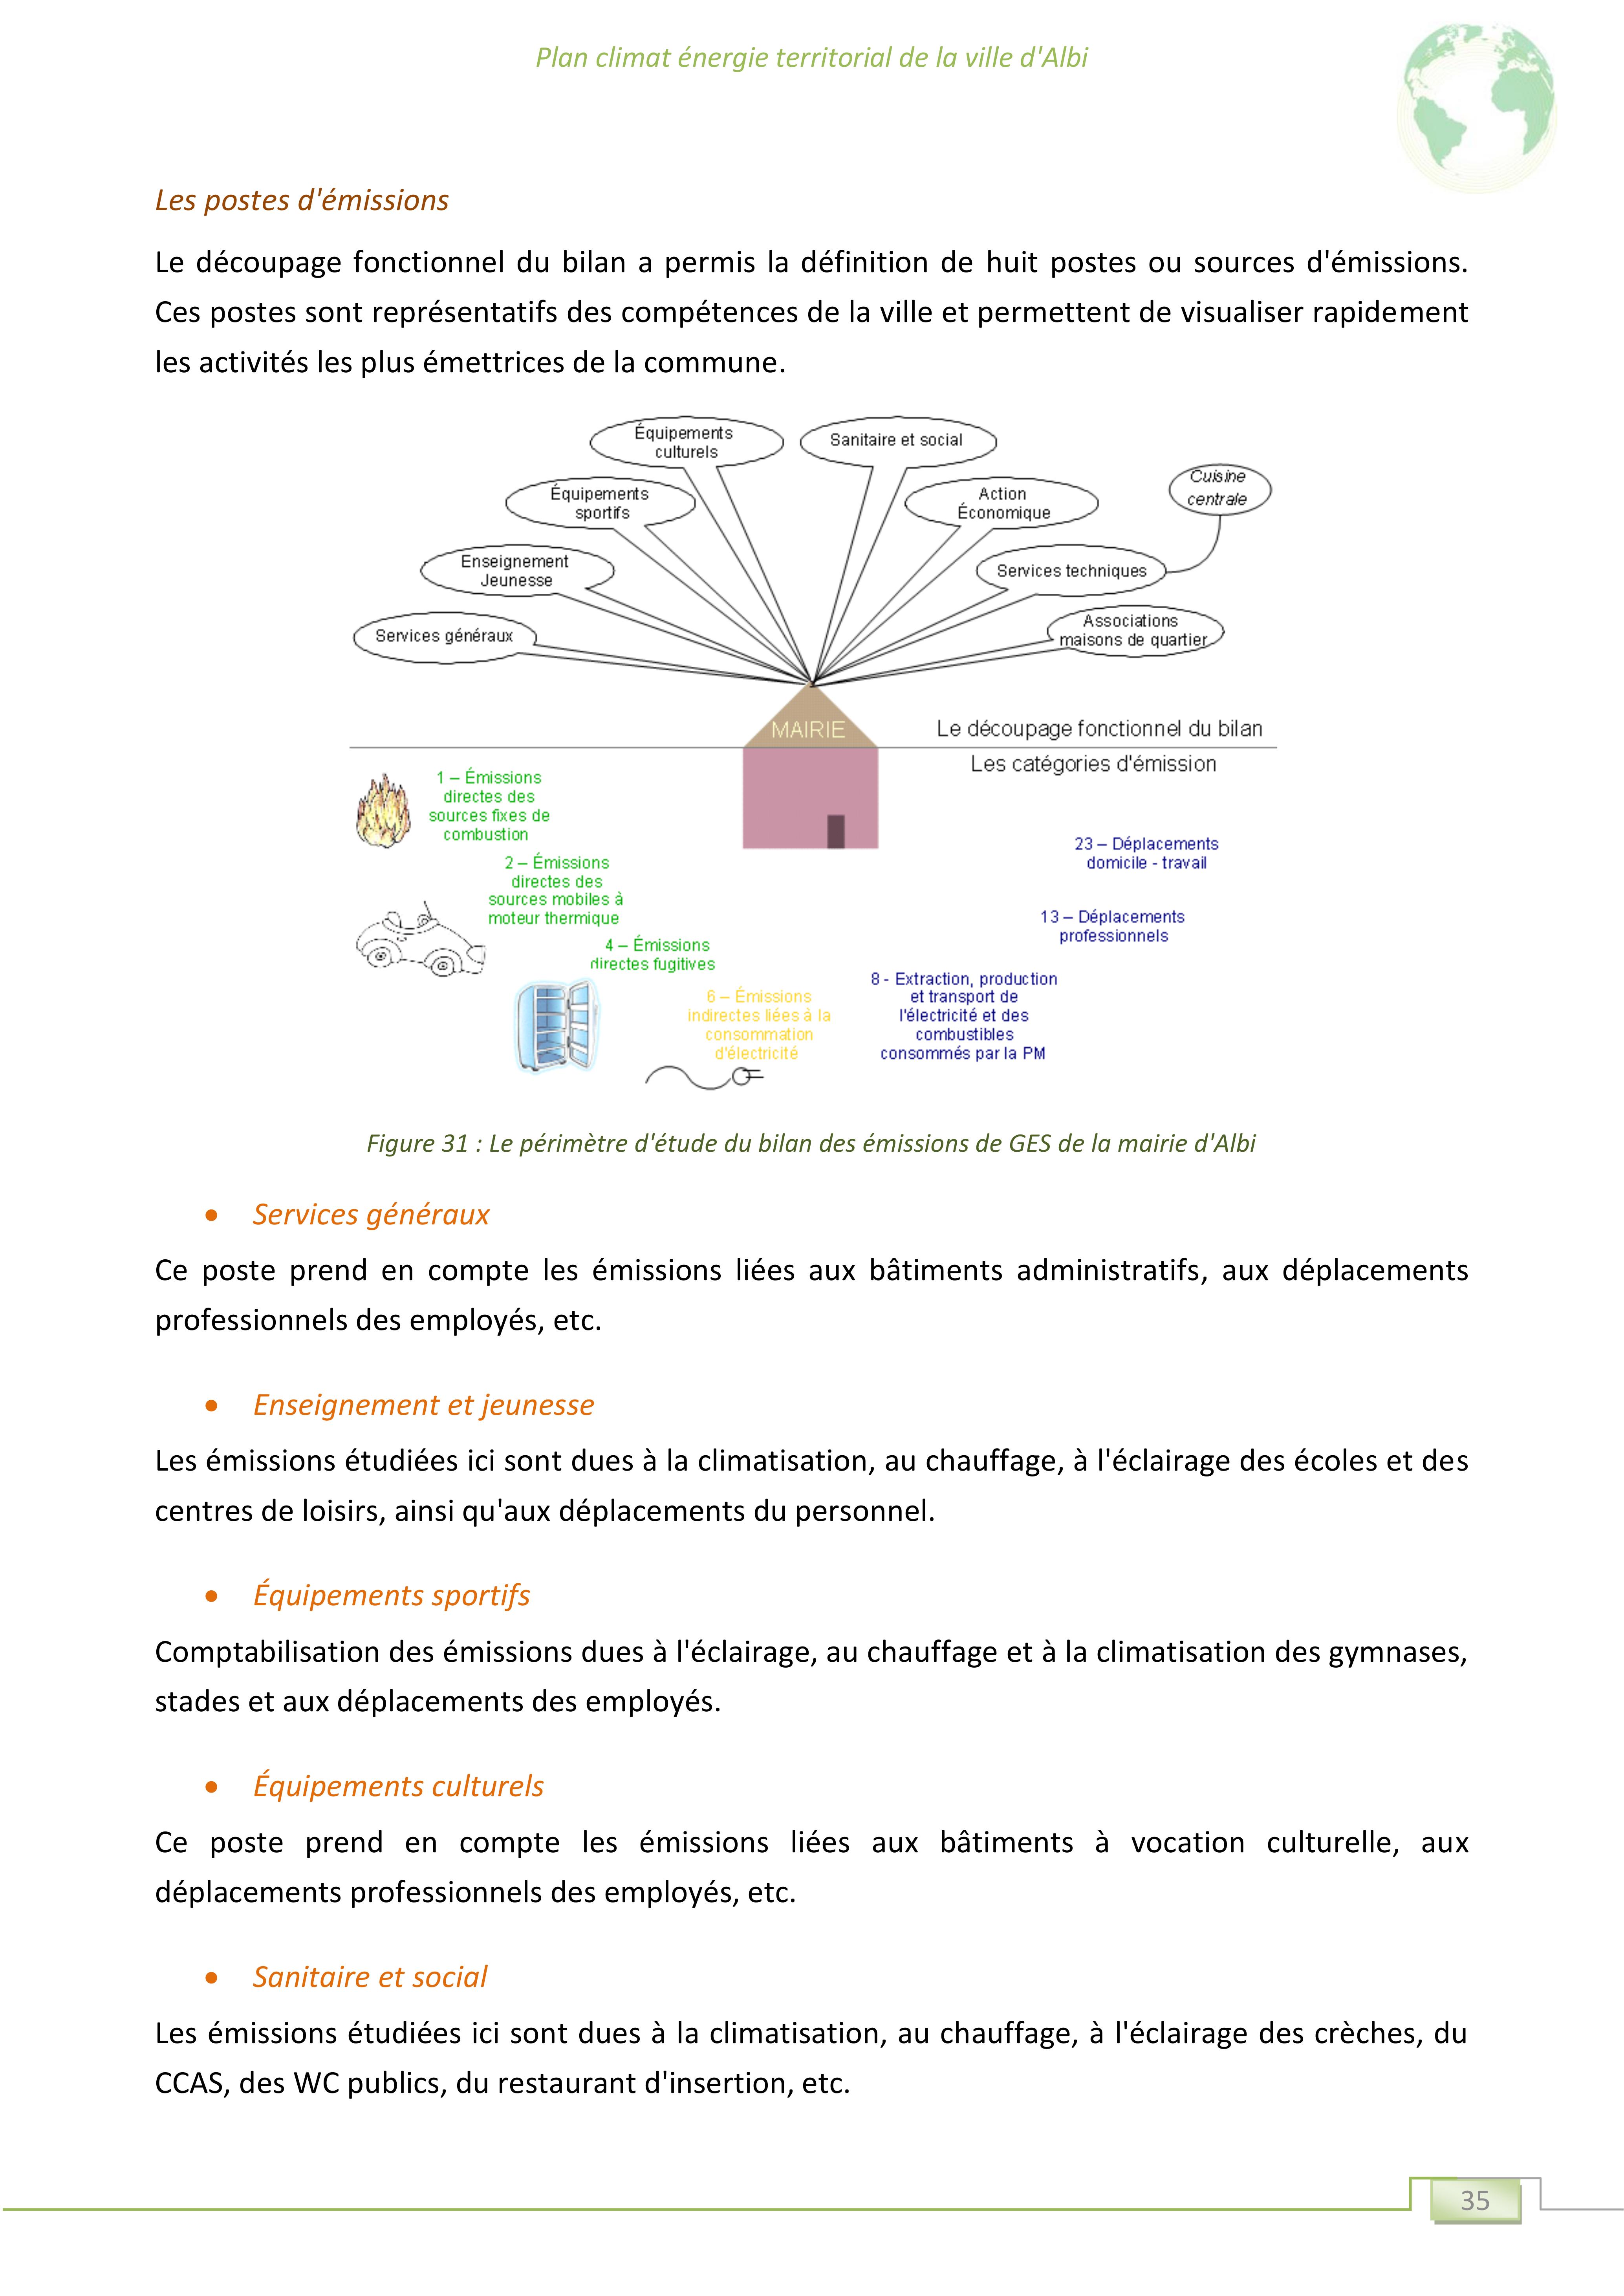 Plan climat énergie territorial de la ville d'Albi
Les postes d'émissions
Le découpage fonctionnel du bilan a permis la définition de huit postes ou sources d'émissions.
Ces postes sont représentatifs des compétences de la ville et permettent de visualiser rapidement
les activités les plus émettrices de la commune.
Équipements
culturels
Sanitaire et social
Équipements
sportifs
Action
Économique
Cuisine
centrale
Enseignement
Jeunesse
Services techniques
Services généraux
Associations
maisons de quartier
MAIRIE
Le découpage fonctionnel du bilan
Les catégories d'émission
1 – Émissions
directes des
sources fixes de
combustion
2 – Émissions
directes des
sources mobiles à
moteur thermique
4 – Émissions
directes fugitives
6 – Émissions
indirectes liées à la
consommation
d'électricité
8 - Extraction, production
et transport de
l'électricité et des
combustibles
consommés par la PM
13 – Déplacements
professionnels
23 – Déplacements
domicile - travail
Figure 31 : Le périmètre d'étude du bilan des émissions de GES de la mairie d'Albi
• Services généraux
Ce poste prend en compte les émissions liées aux bâtiments administratifs, aux déplacements
professionnels des employés, etc.
• Enseignement et jeunesse
Les émissions étudiées ici sont dues à la climatisation, au chauffage, à l'éclairage des écoles et des
centres de loisirs, ainsi qu'aux déplacements du personnel.
• Équipements sportifs
Comptabilisation des émissions dues à l'éclairage, au chauffage et à la climatisation des gymnases,
stades et aux déplacements des employés.
• Équipements culturels
Ce poste prend en compte les émissions liées aux bâtiments à vocation culturelle, aux
déplacements professionnels des employés, etc.
• Sanitaire et social
Les émissions étudiées ici sont dues à la climatisation, au chauffage, à l'éclairage des crèches, du
CCAS, des WC publics, du restaurant d'insertion, etc.
35